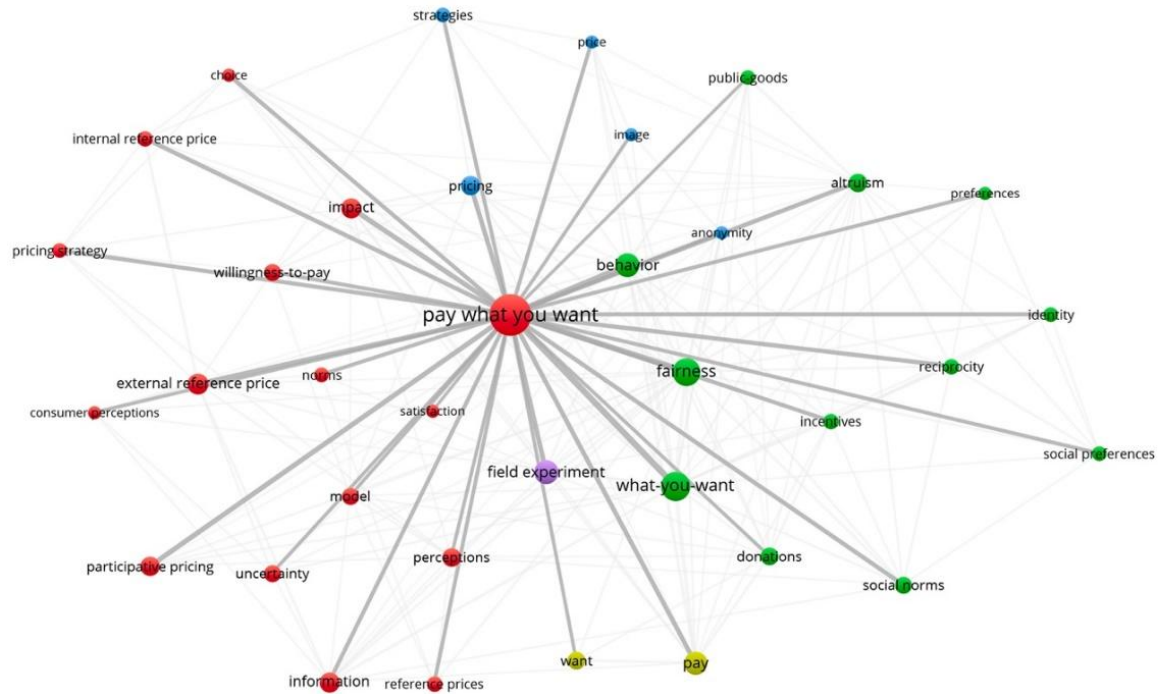 strategies
price
choice
public-goods
internal reference price
image
pricing
altruism
preferences
impact
anonymity
pricing strategy
willingness-to-pay
behavior
pay what you want
identity
fairness
reciprocity
external reference price
norms
consumer perceptions
satisfaction
incentives
social preferences
field experiment
what-you-want
model
participative pricing
uncertainty
perceptions
donations
social norms
want
pay
information
reference prices